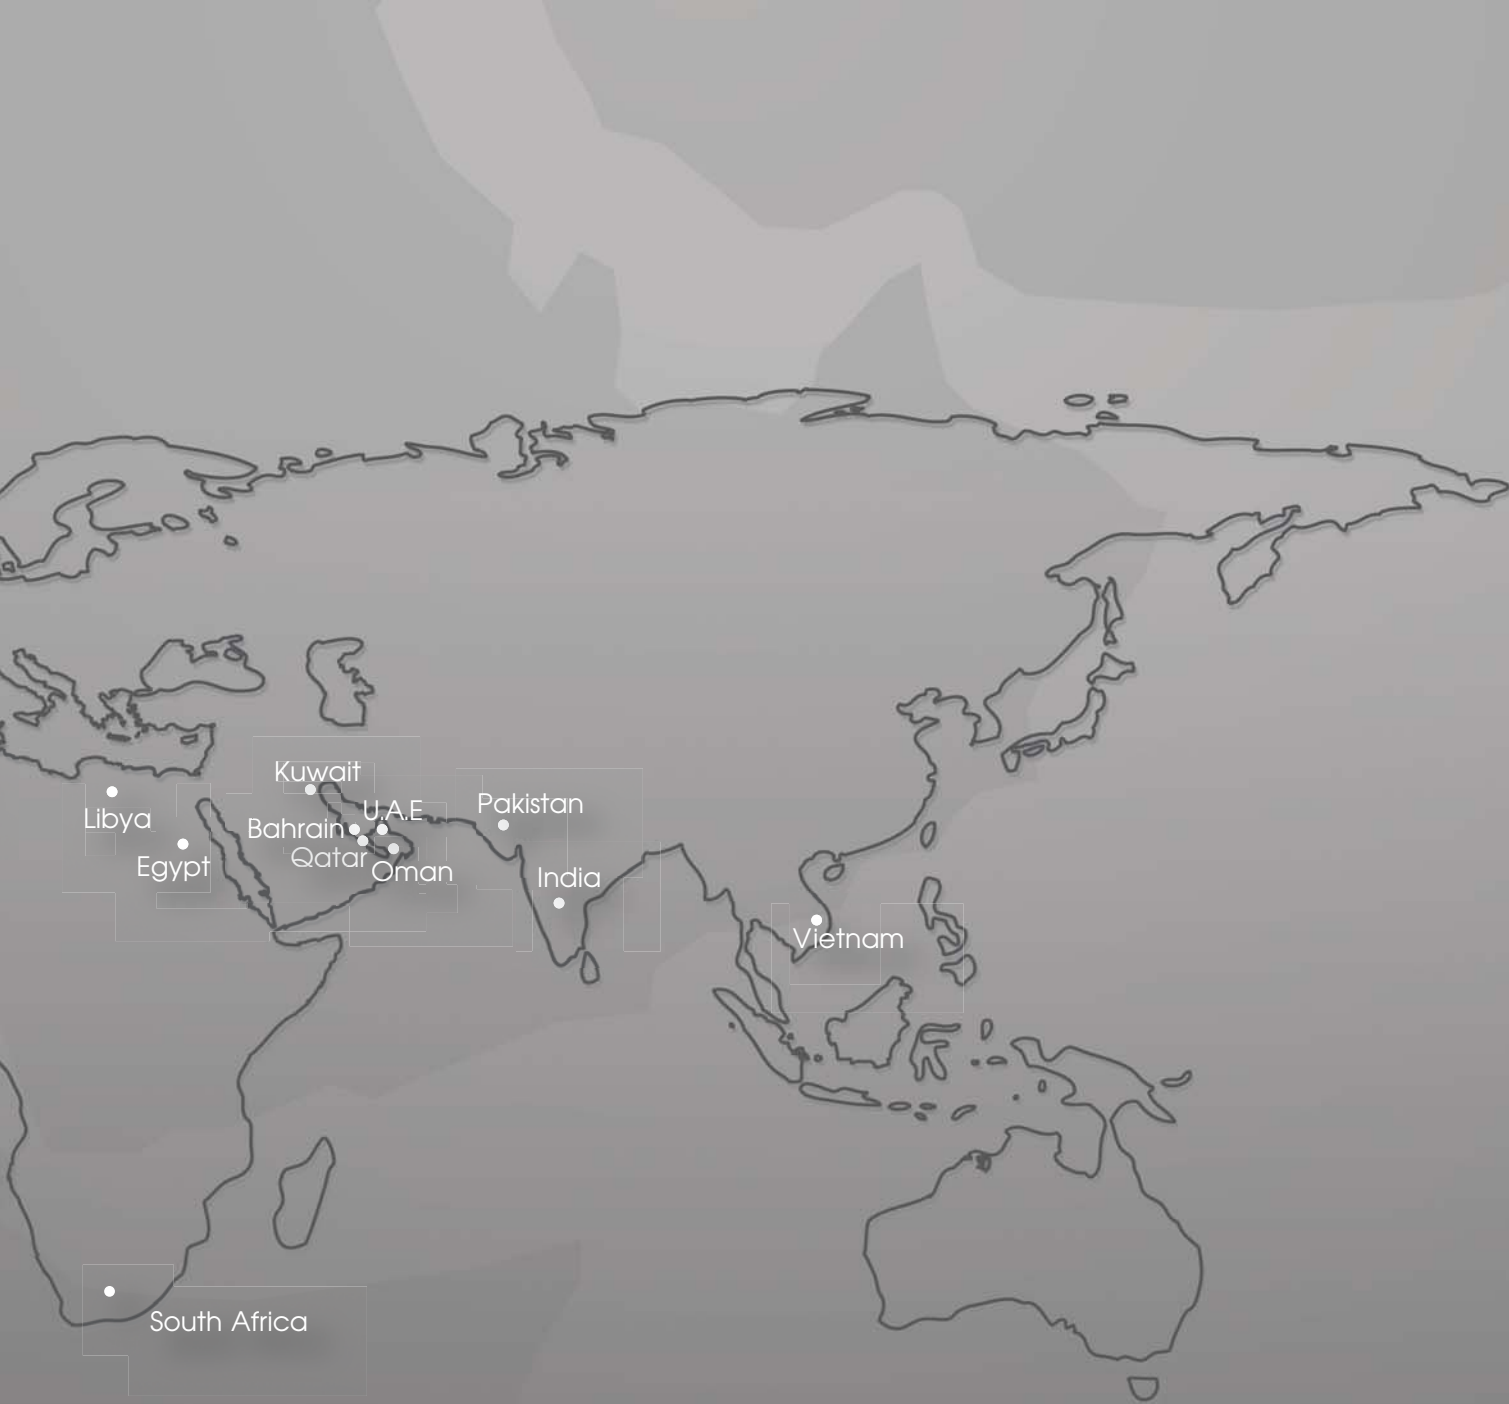 Kuwait
U.A.E
Pakistan
Libya
Bahrain
Qatar
Egypt
Oman
India
Vietnam
South Africa